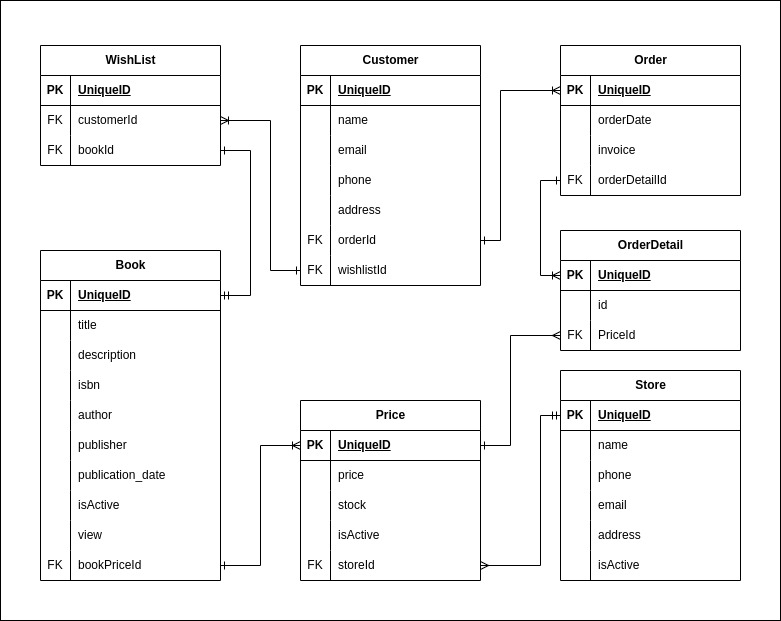 WishList
PK UniqueID
FK customerId
FK bookId
Customer
PK UniqueID
name
email
phone
address
FK orderId
FK wishlistId
Order
PK UniqueID
orderDate
invoice
FK orderDetailId
OrderDetail
PK UniqueID
id
FK PriceId
Book
PK UniqueID
title
description
isbn
author
publisher
publication_date
isActive
view
FK bookPriceId
Price
PK UniqueID
price
stock
isActive
FK storeId
Store
PK UniqueID
name
phone
email
address
isActive